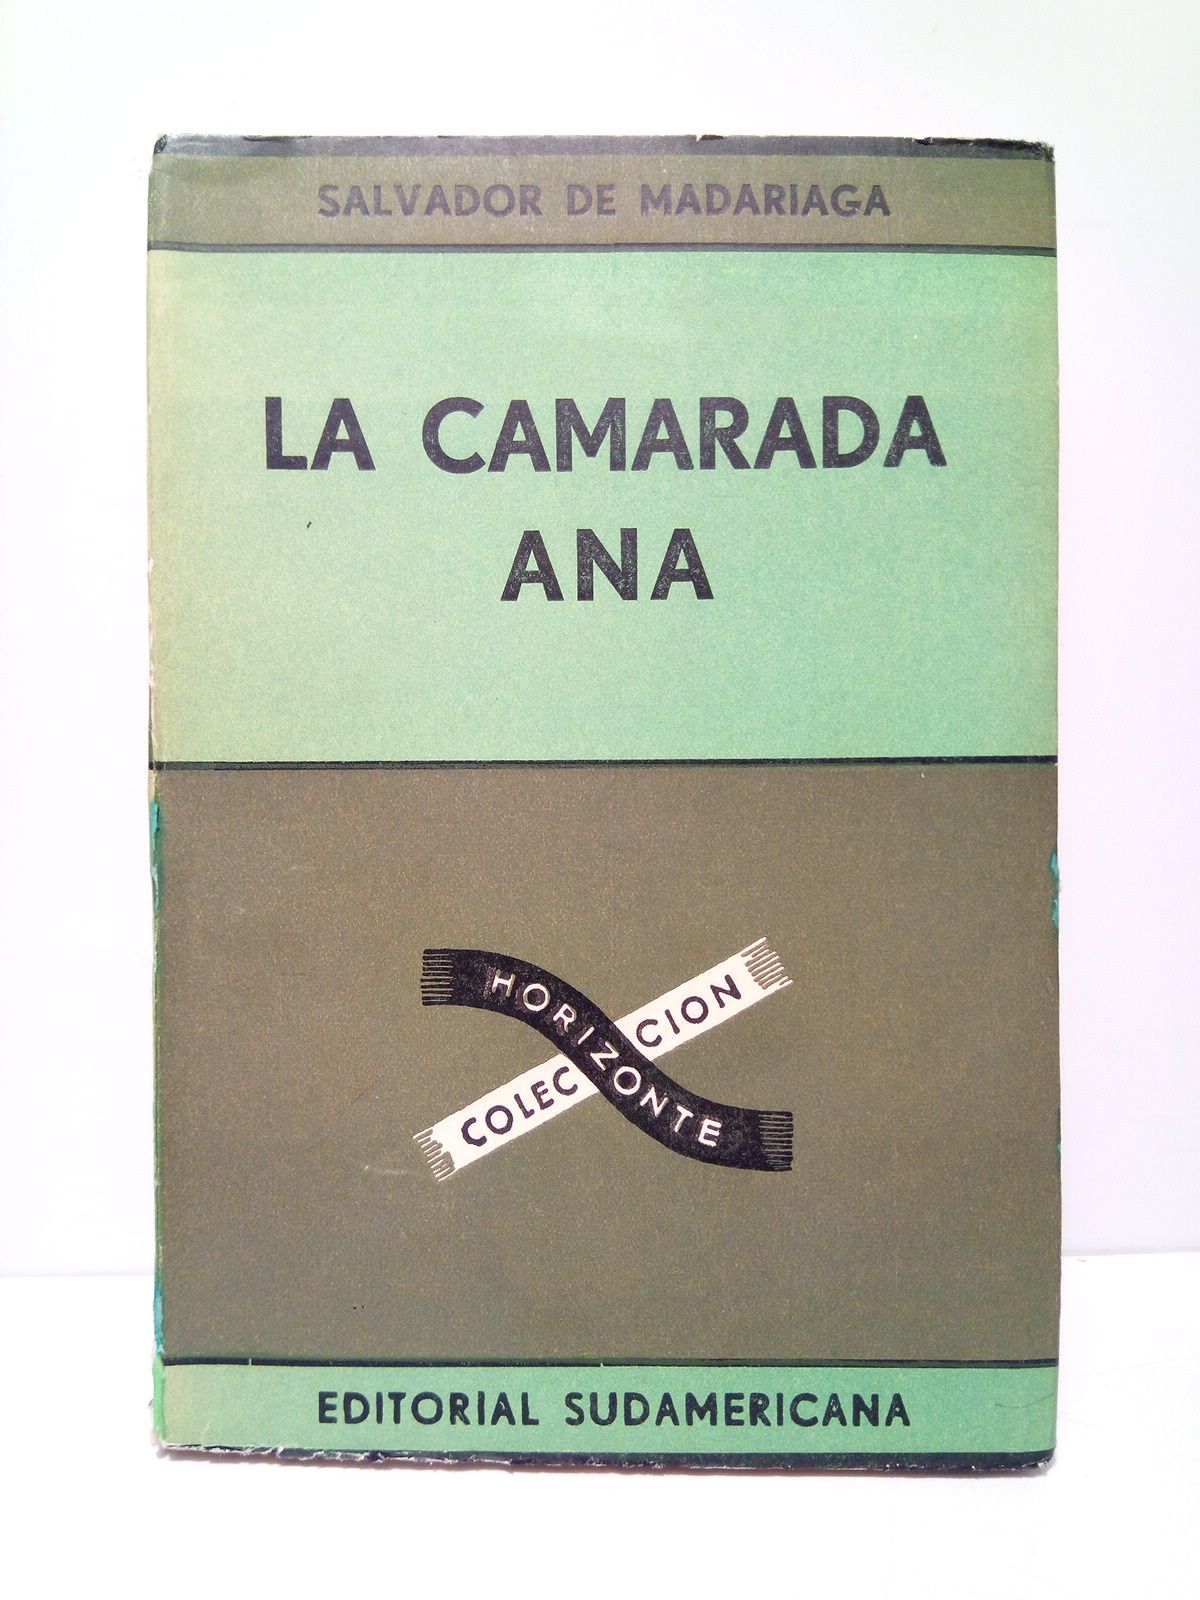 SALVADOR DE MADARIAGA
LA CAMARADA
ANA
COLECCION
HORIZONTE
EDITORIAL SUDAMERICANA